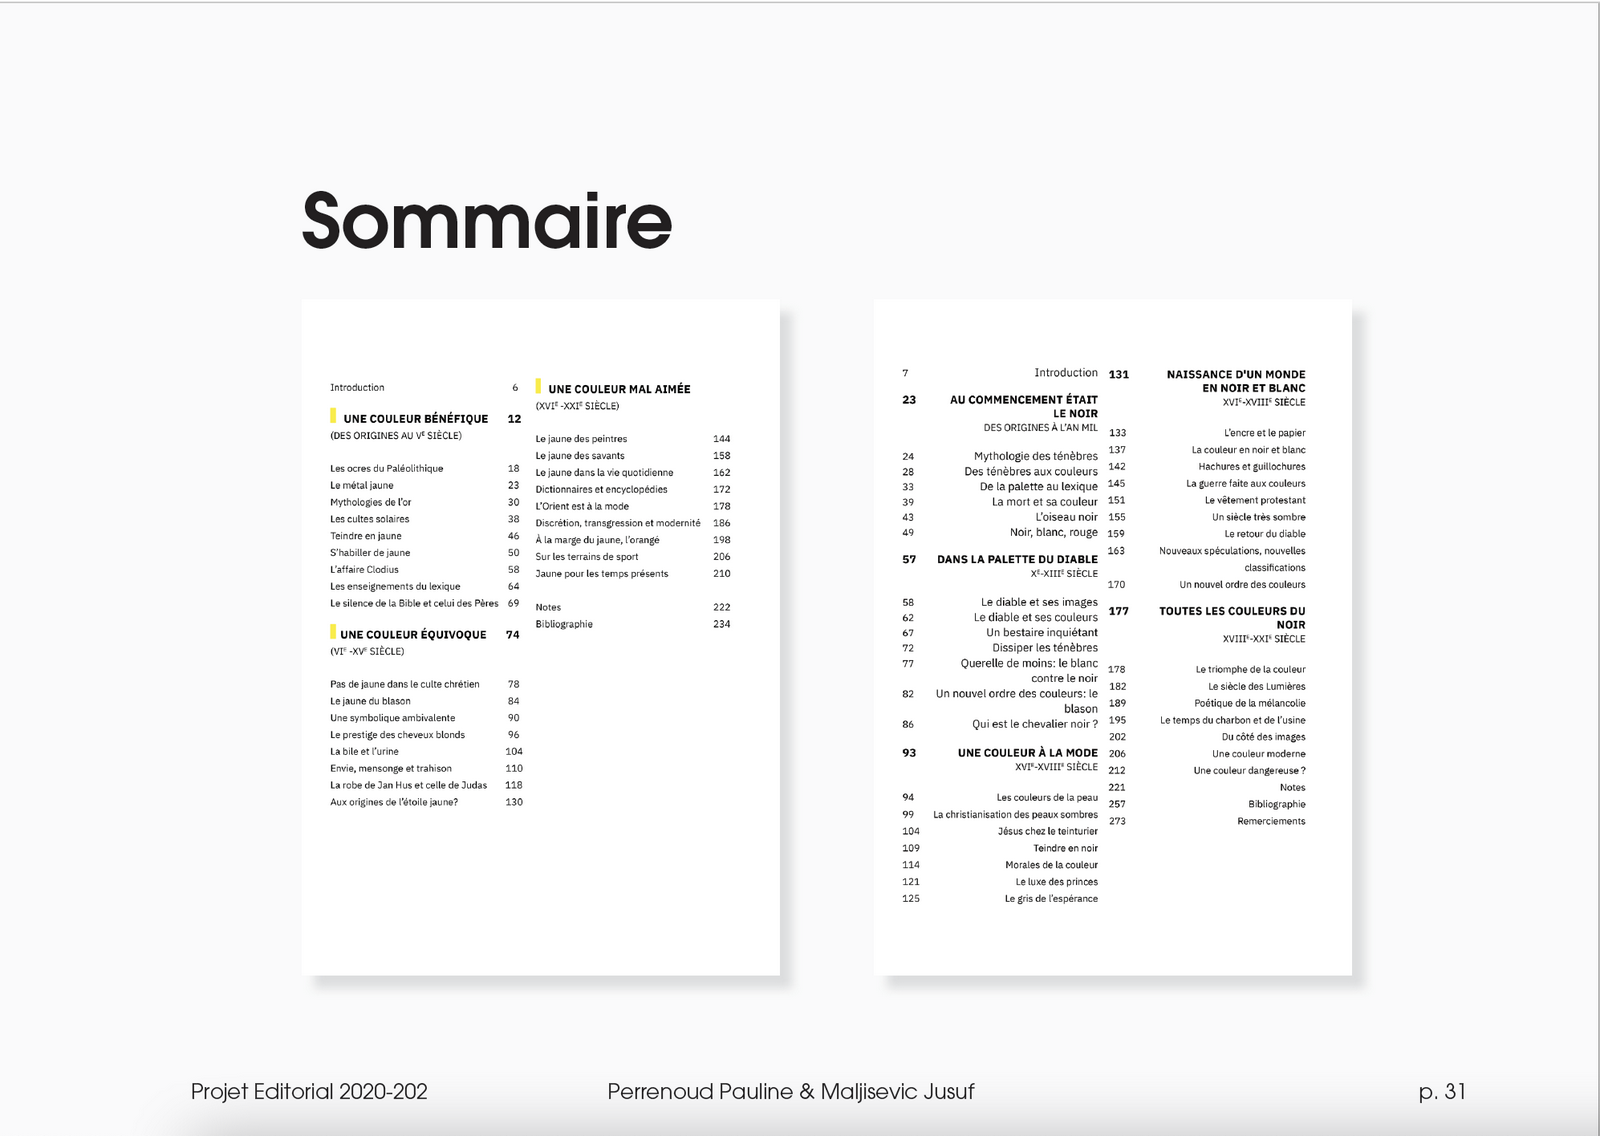 Sommaire
Introduction 6
UNE COULEUR BÉNÉFIQUE 12
(DES ORIGINES AU Vᴱ SIÈCLE)
Les ocres du Paléolithique 18
Le métal jaune 23
Mythologies de l'or 30
Les cultes solaires 38
Teindre en jaune 46
S'habiller de jaune 50
L'affaire Clodius 58
Les enseignements du lexique 64
Le silence de la Bible et celui des Pères 69
UNE COULEUR ÉQUIVOQUE 74
(VIᴱ -XVᴱ SIÈCLE)
Pas de jaune dans le culte chrétien 78
Le jaune du blason 84
Une symbolique ambivalente 90
Le prestige des cheveux blonds 96
La bile et l'urine 104
Envie, mensonge et trahison 110
La robe de Jan Hus et celle de Judas 118
Aux origines de l'étoile jaune? 130
UNE COULEUR MAL AIMÉE
(XVIᴱ -XXIᴱ SIÈCLE)
Le jaune des peintres 144
Le jaune des savants 158
Le jaune dans la vie quotidienne 162
Dictionnaires et encyclopédies 172
L'Orient est à la mode 178
Discrétion, transgression et modernité 186
À la marge du jaune, l'orangé 198
Sur les terrains de sport 206
Jaune pour les temps présents 210
Notes 222
Bibliographie 234
7 Introduction
23 AU COMMENCEMENT ÉTAIT
LE NOIR
DES ORIGINES À L'AN MIL
24 Mythologie des ténèbres
28 Des ténèbres aux couleurs
33 De la palette au lexique
39 La mort et sa couleur
43 L'oiseau noir
49 Noir, blanc, rouge
57 DANS LA PALETTE DU DIABLE
Xᴱ-XIIIᴱ SIÈCLE
58 Le diable et ses images
62 Le diable et ses couleurs
67 Un bestaire inquiétant
72 Dissiper les ténèbres
77 Querelle de moins: le blanc
contre le noir
82 Un nouvel ordre des couleurs: le
blason
86 Qui est le chevalier noir ?
93 UNE COULEUR À LA MODE
XVIᴱ-XVIIIᴱ SIÈCLE
94 Les couleurs de la peau
99 La christianisation des peaux sombres
104 Jésus chez le teinturier
109 Teindre en noir
114 Morales de la couleur
121 Le luxe des princes
125 Le gris de l'espérance
131 NAISSANCE D'UN MONDE
EN NOIR ET BLANC
XVIᴱ-XVIIIᴱ SIÈCLE
133 L'encre et le papier
137 La couleur en noir et blanc
142 Hachures et guillochures
145 La guerre faite aux couleurs
151 Le vêtement protestant
155 Un siècle très sombre
159 Le retour du diable
163 Nouveaux spéculations, nouvelles
classifications
170 Un nouvel ordre des couleurs
177 TOUTES LES COULEURS DU
NOIR
XVIIIᴱ-XXIᴱ SIÈCLE
178 Le triomphe de la couleur
182 Le siècle des Lumières
189 Poétique de la mélancolie
195 Le temps du charbon et de l'usine
202 Du côté des images
206 Une couleur moderne
212 Une couleur dangereuse ?
221 Notes
257 Bibliographie
273 Remerciements
Projet Editorial 2020-202 Perrenoud Pauline & Maljisevic Jusuf p. 31